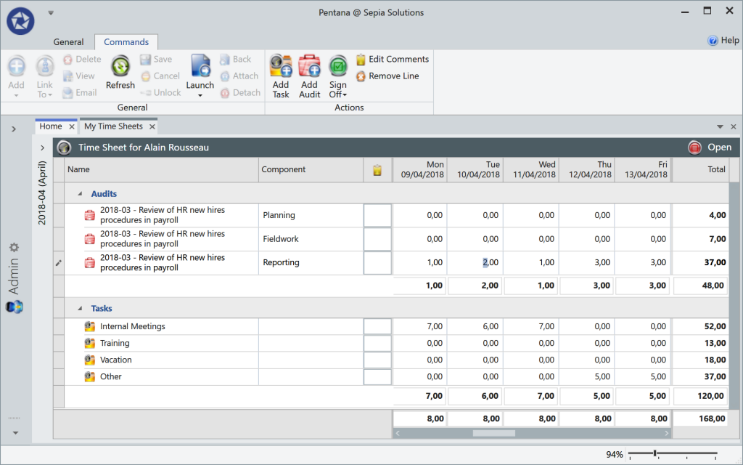 Pentana @ Sepia Solutions
General Commands Help
Add Link To Delete View Email Refresh Save Cancel Unlock Launch Back Attach Detach
General
Add Task Add Audit Sign Off Edit Comments Remove Line
Actions
Home × My Time Sheets ×
2018-04 (April)
Admin
Time Sheet for Alain Rousseau Open
Name Component Mon 09/04/2018 Tue 10/04/2018 Wed 11/04/2018 Thu 12/04/2018 Fri 13/04/2018 Total
Audits
2018-03 - Review of HR new hires procedures in payroll Planning 0,00 0,00 0,00 0,00 0,00 4,00
2018-03 - Review of HR new hires procedures in payroll Fieldwork 0,00 0,00 0,00 0,00 0,00 7,00
2018-03 - Review of HR new hires procedures in payroll Reporting 1,00 2,00 1,00 3,00 3,00 37,00
1,00 2,00 1,00 3,00 3,00 48,00
Tasks
Internal Meetings 7,00 6,00 7,00 0,00 0,00 52,00
Training 0,00 0,00 0,00 0,00 0,00 13,00
Vacation 0,00 0,00 0,00 0,00 0,00 18,00
Other 0,00 0,00 0,00 5,00 5,00 37,00
7,00 6,00 7,00 5,00 5,00 120,00
8,00 8,00 8,00 8,00 8,00 168,00
94%